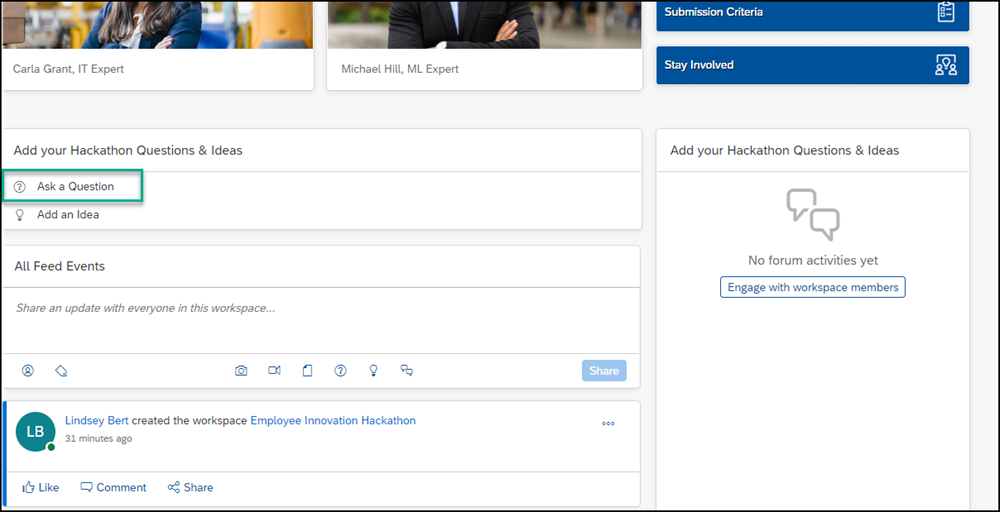 Submission Criteria
Stay Involved
Carla Grant, IT Expert
Michael Hill, ML Expert
Add your Hackathon Questions & Ideas
Ask a Question
Add an Idea
All Feed Events
Share an update with everyone in this workspace...
Share
LB
Lindsey Bert created the workspace Employee Innovation Hackathon
31 minutes ago
Like Comment Share
Add your Hackathon Questions & Ideas
No forum activities yet
Engage with workspace members